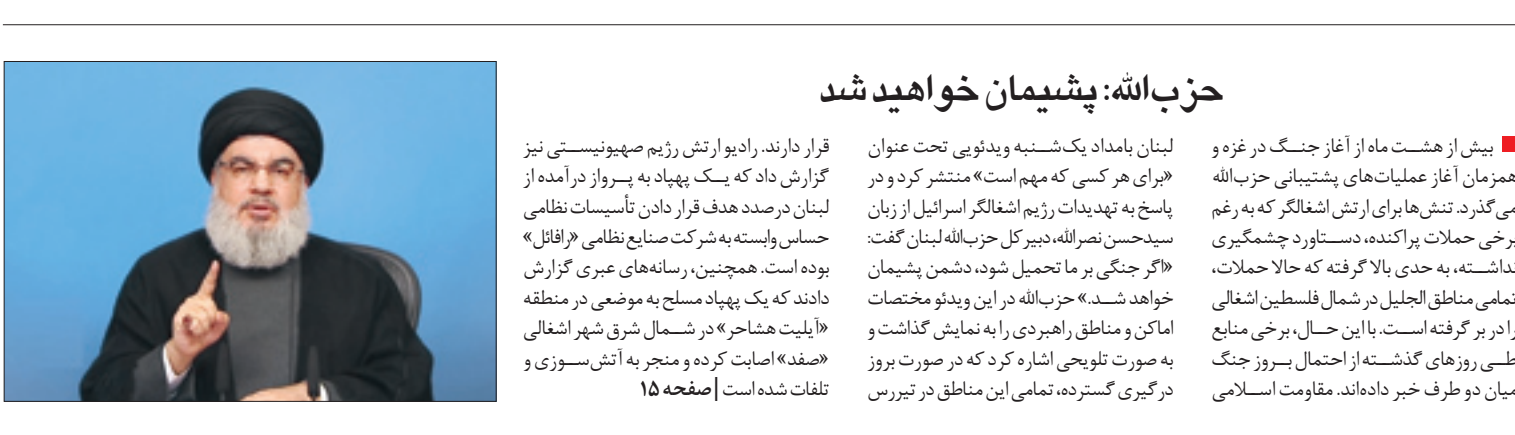 حزب‌الله: پشیمان خواهید شد
بیش از هشت ماه از آغاز جنگ در غزه و
همزمان آغاز عملیات‌های پشتیبانی حزب‌الله
می‌گذرد. تنش‌ها برای ارتش اشغالگر که به رغم
برخی حملات پراکنده، دستاورد چشمگیری
نداشته، به حدی بالا گرفته که حالا حملات،
تمامی مناطق الجلیل در شمال فلسطین اشغالی
را در بر گرفته است. با این حال، برخی منابع
طی روزهای گذشته از احتمال بروز جنگ
میان دو طرف خبر داده‌اند. مقاومت اسلامی
لبنان بامداد یک‌شنبه ویدئویی تحت عنوان
«برای هر کسی که مهم است» منتشر کرد و در
پاسخ به تهدیدات رژیم اشغالگر اسرائیل از زبان
سیدحسن نصرالله، دبیر کل حزب‌الله لبنان گفت:
«اگر جنگی بر ما تحمیل شود، دشمن پشیمان
خواهد شد.» حزب‌الله در این ویدئو مختصات
اماکن و مناطق راهبردی را به نمایش گذاشت و
به صورت تلویحی اشاره کرد که در صورت بروز
درگیری گسترده، تمامی این مناطق در تیررس
قرار دارند. رادیو ارتش رژیم صهیونیستی نیز
گزارش داد که یک پهپاد به پرواز درآمده از
لبنان درصدد هدف قرار دادن تأسیسات نظامی
حساس وابسته به شرکت صنایع نظامی «رافائل»
بوده است. همچنین، رسانه‌های عبری گزارش
دادند که یک پهپاد مسلح به موضعی در منطقه
«آیلیت هشاحر» در شمال شرق شهر اشغالی
«صفد» اصابت کرده و منجر به آتش‌سوزی و
تلفات شده است | صفحه ۱۵